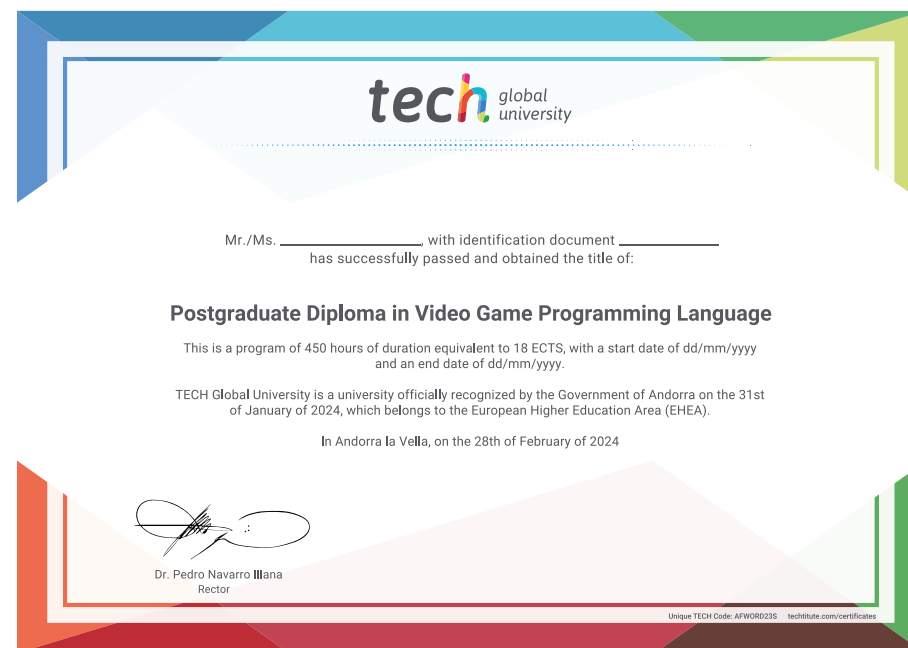 tech global university
Mr./Ms. ____________________, with identification document ______________
has successfully passed and obtained the title of:
Postgraduate Diploma in Video Game Programming Language
This is a program of 450 hours of duration equivalent to 18 ECTS, with a start date of dd/mm/yyyy
and an end date of dd/mm/yyyy.
TECH Global University is a university officially recognized by the Government of Andorra on the 31st
of January of 2024, which belongs to the European Higher Education Area (EHEA).
In Andorra la Vella, on the 28th of February of 2024
Dr. Pedro Navarro Illana
Rector
Unique TECH Code: AFWORD23S techtitute.com/certificates